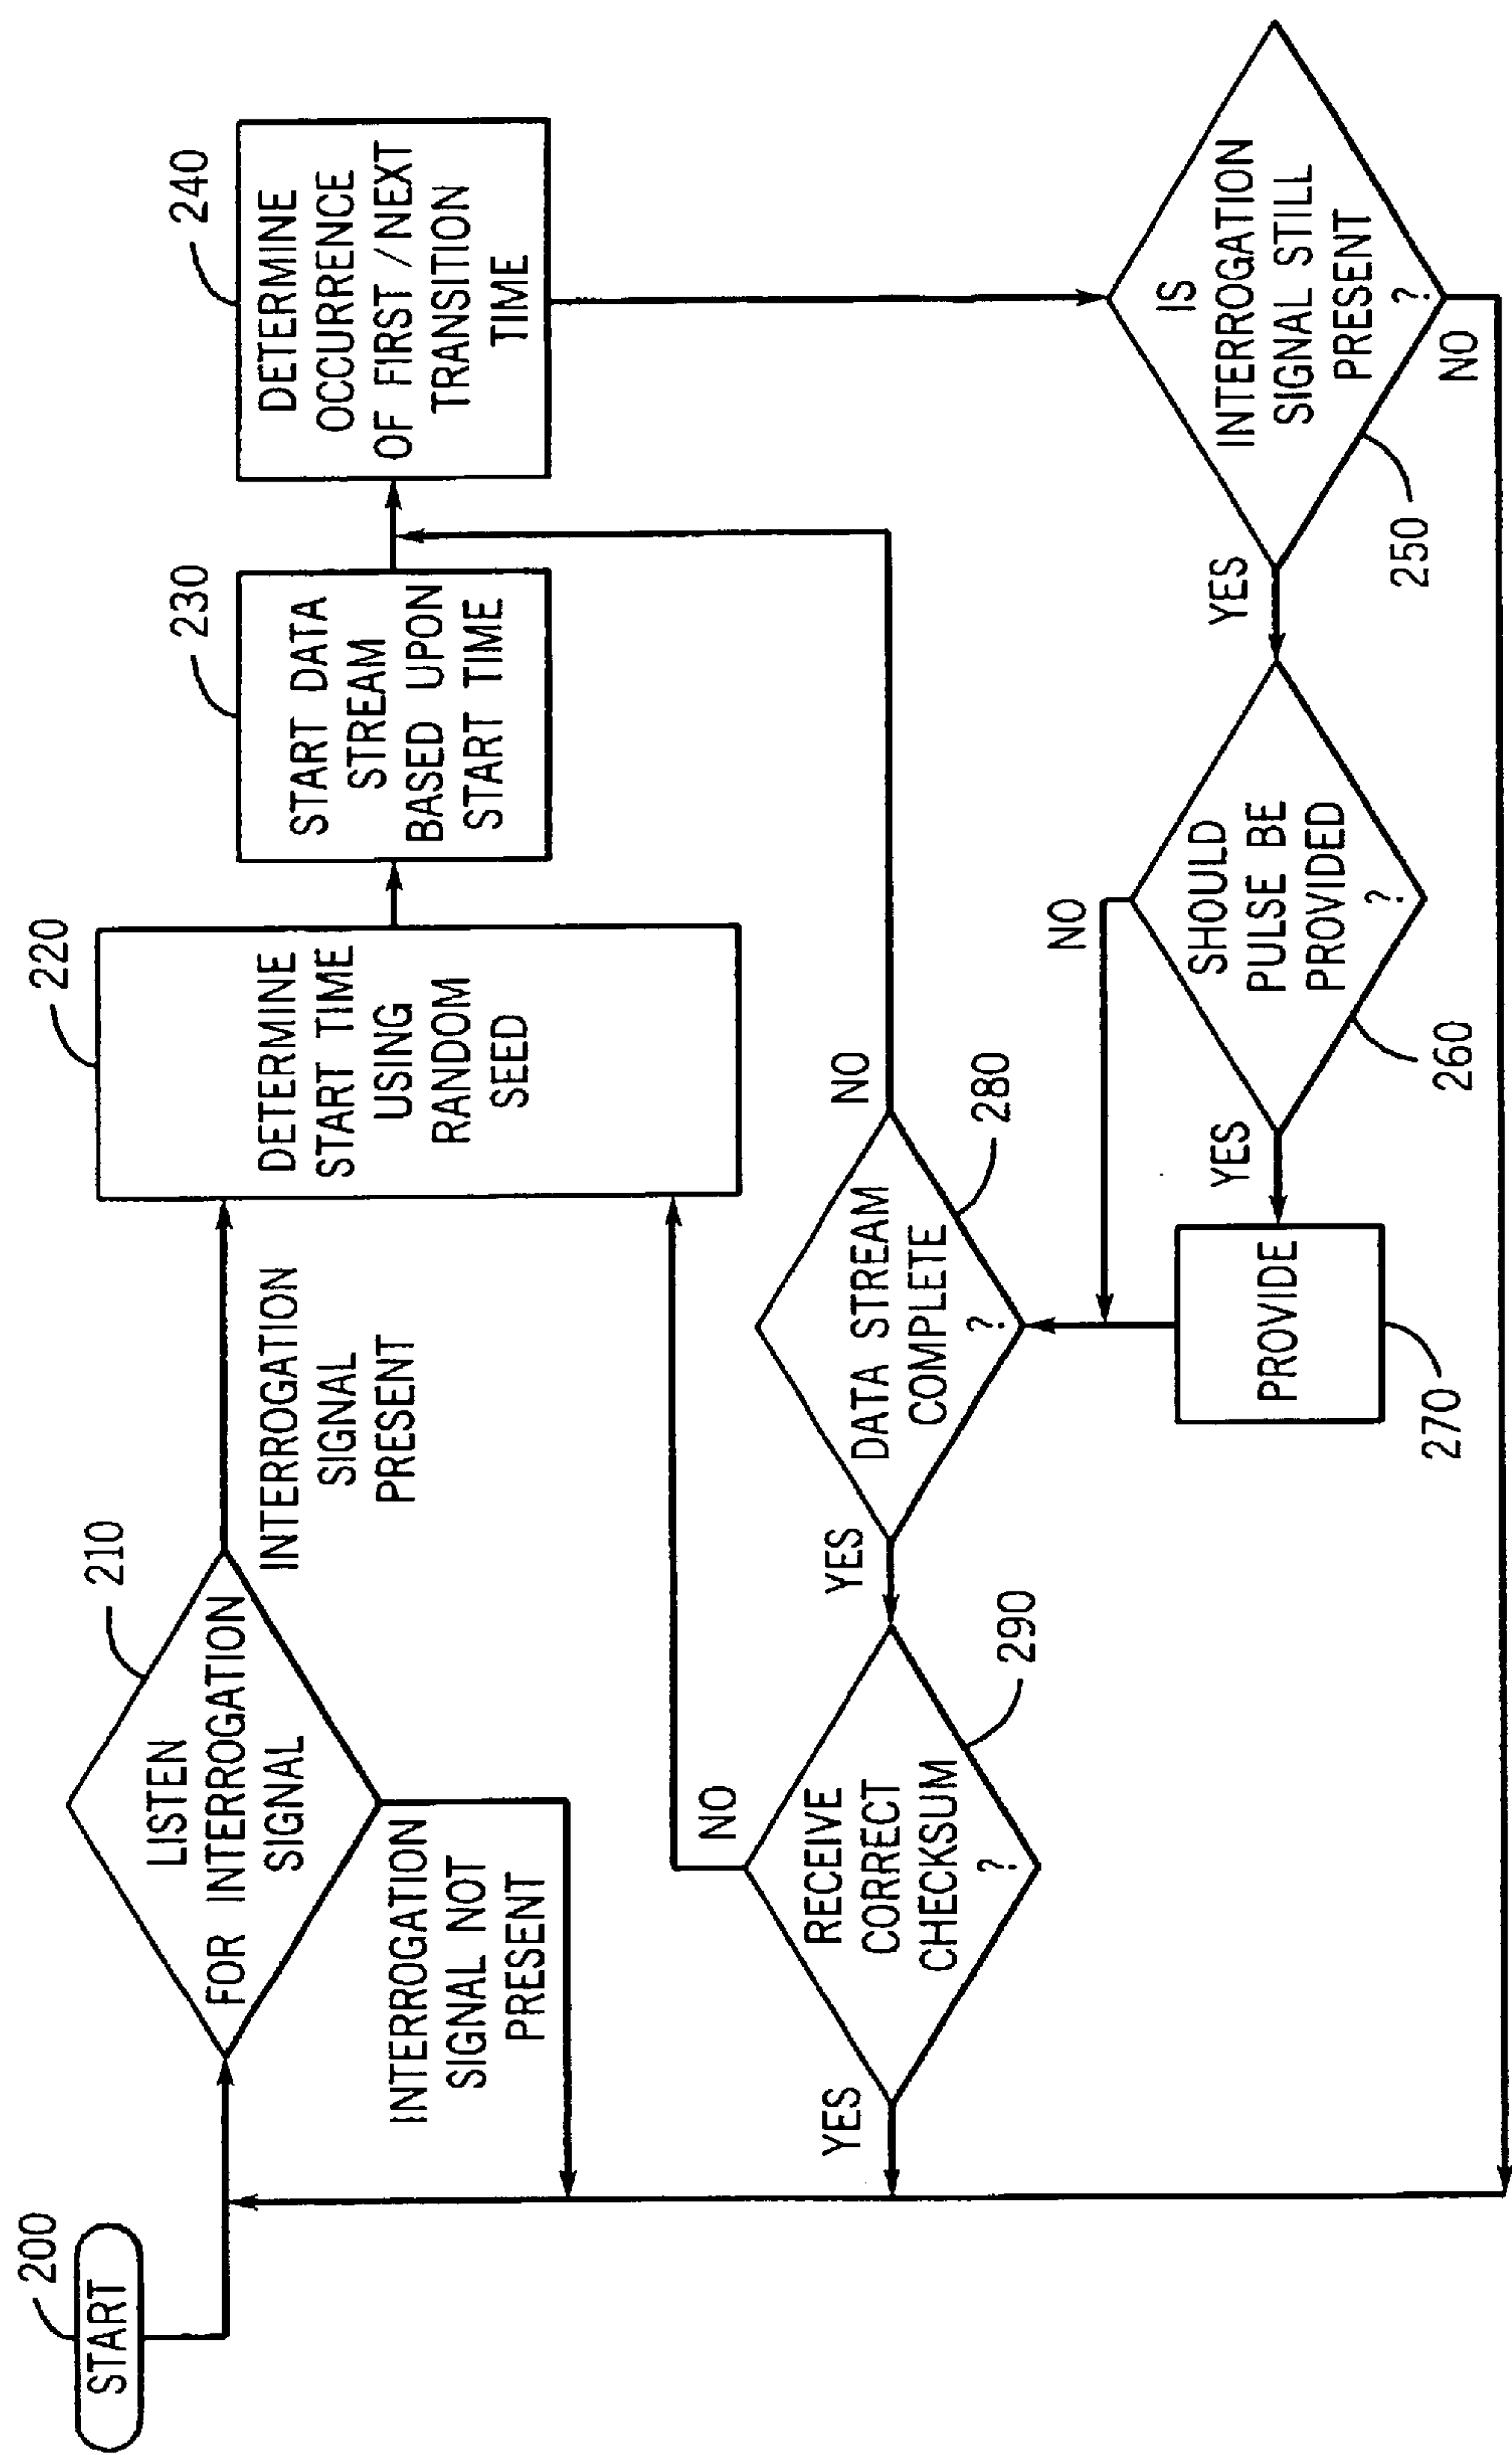 200
START
210
LISTEN
FOR INTERROGATION
SIGNAL
INTERROGATION
SIGNAL
PRESENT
INTERROGATION
SIGNAL NOT
PRESENT
220
DETERMINE
START TIME
USING
RANDOM
SEED
230
START DATA
STREAM
BASED UPON
START TIME
240
DETERMINE
OCCURRENCE
OF FIRST/NEXT
TRANSITION
TIME
IS
INTERROGATION
SIGNAL STILL
PRESENT
?
250
NO
YES
SHOULD
PULSE BE
PROVIDED
?
260
NO
YES
PROVIDE
270
DATA STREAM
COMPLETE
?
280
NO
YES
RECEIVE
CORRECT
CHECKSUM
?
290
NO
YES